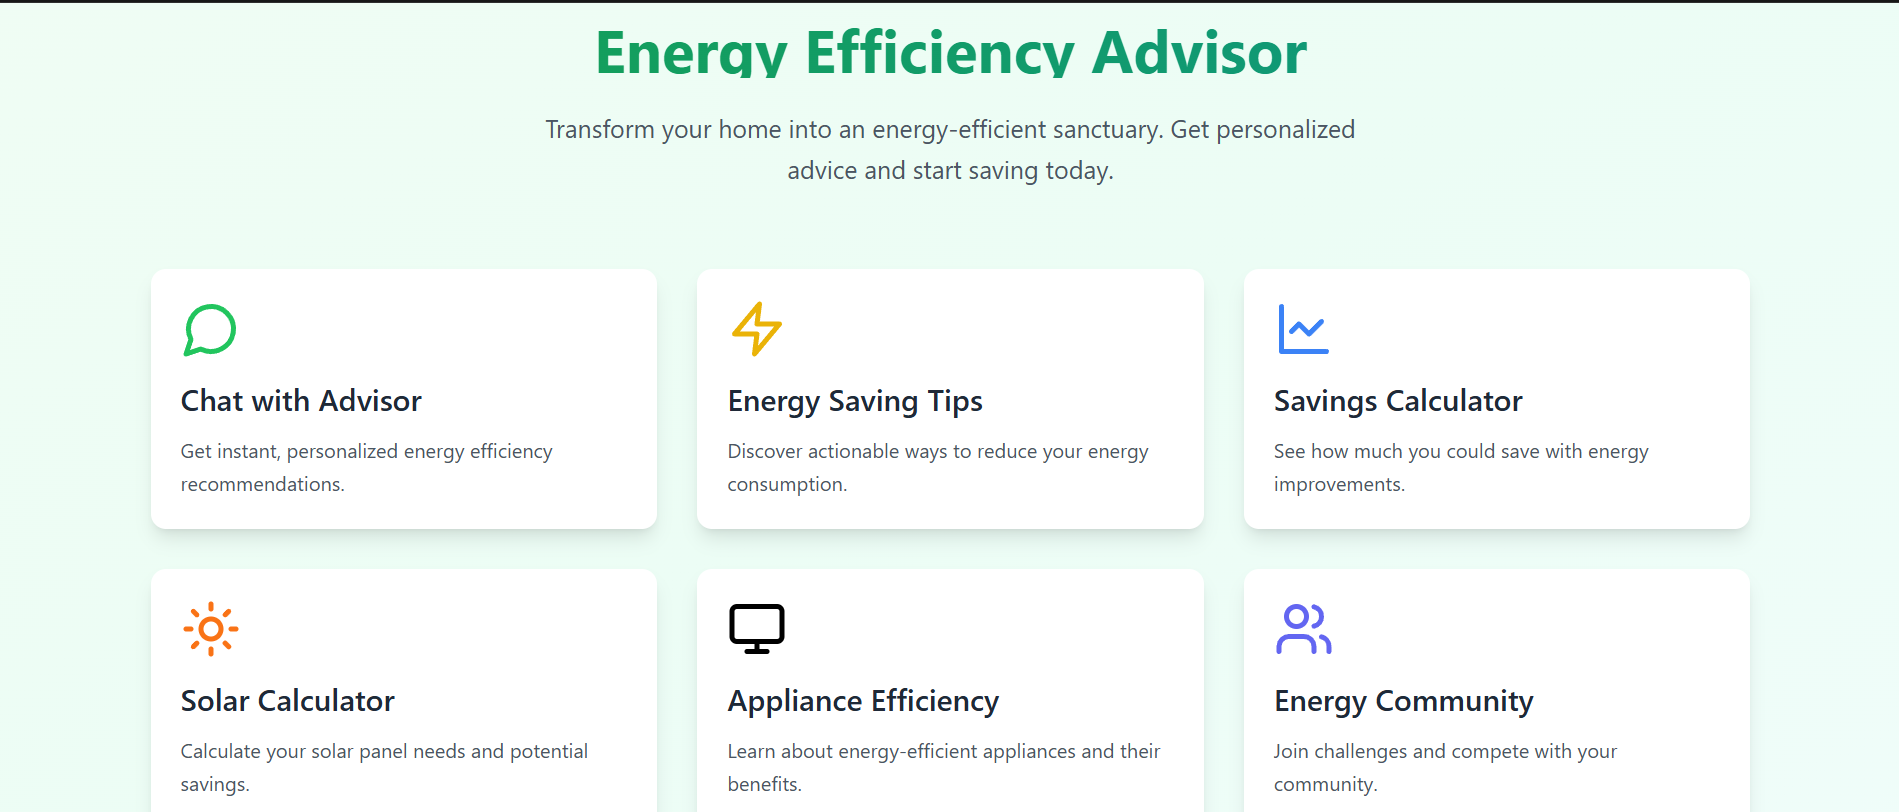 Energy Efficiency Advisor
Transform your home into an energy-efficient sanctuary. Get personalized
advice and start saving today.
Chat with Advisor
Get instant, personalized energy efficiency
recommendations.
Energy Saving Tips
Discover actionable ways to reduce your energy
consumption.
Savings Calculator
See how much you could save with energy
improvements.
Solar Calculator
Calculate your solar panel needs and potential
savings.
Appliance Efficiency
Learn about energy-efficient appliances and their
benefits.
Energy Community
Join challenges and compete with your
community.